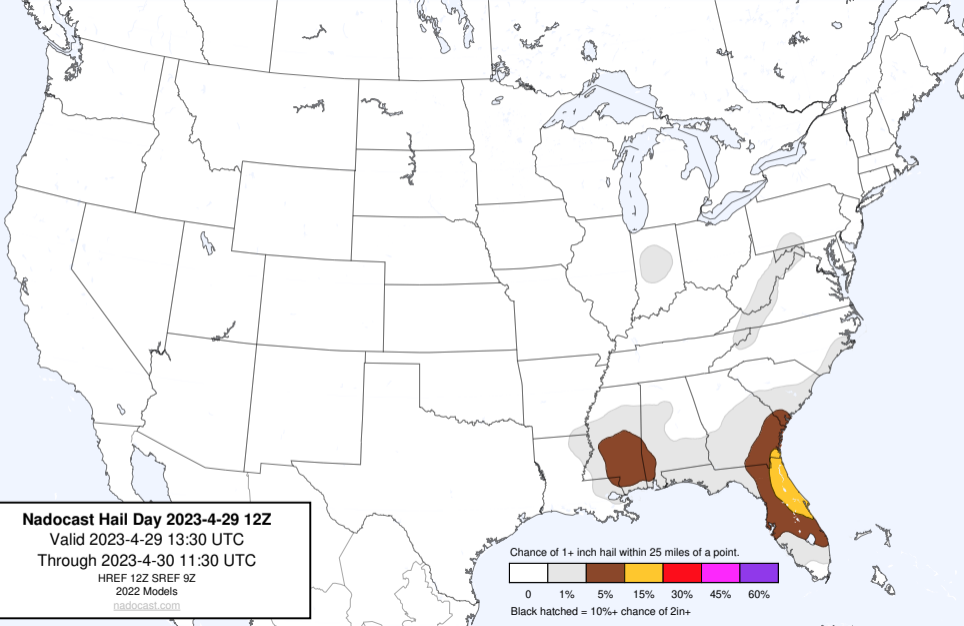 Nadocast Hail Day 2023-4-29 12Z
Valid 2023-4-29 13:30 UTC
Through 2023-4-30 11:30 UTC
HREF 12Z SREF 9Z
2022 Models
nadocast.com
Chance of 1+ inch hail within 25 miles of a point.
0 1% 5% 15% 30% 45% 60%
Black hatched = 10%+ chance of 2in+